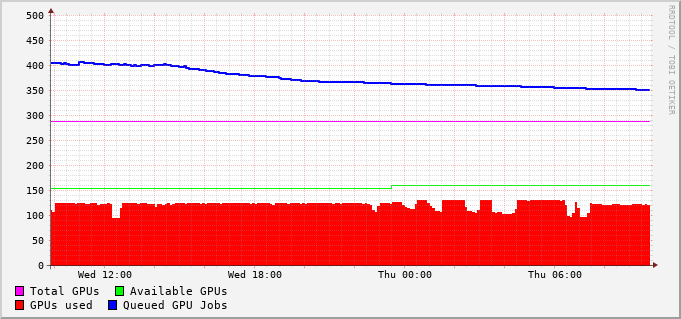 500
450
400
350
300
250
200
150
100
50
0
Wed 12:00 Wed 18:00 Thu 00:00 Thu 06:00
Total GPUs Available GPUs
GPUs used Queued GPU Jobs
RRDTOOL / TOBI OETIKER